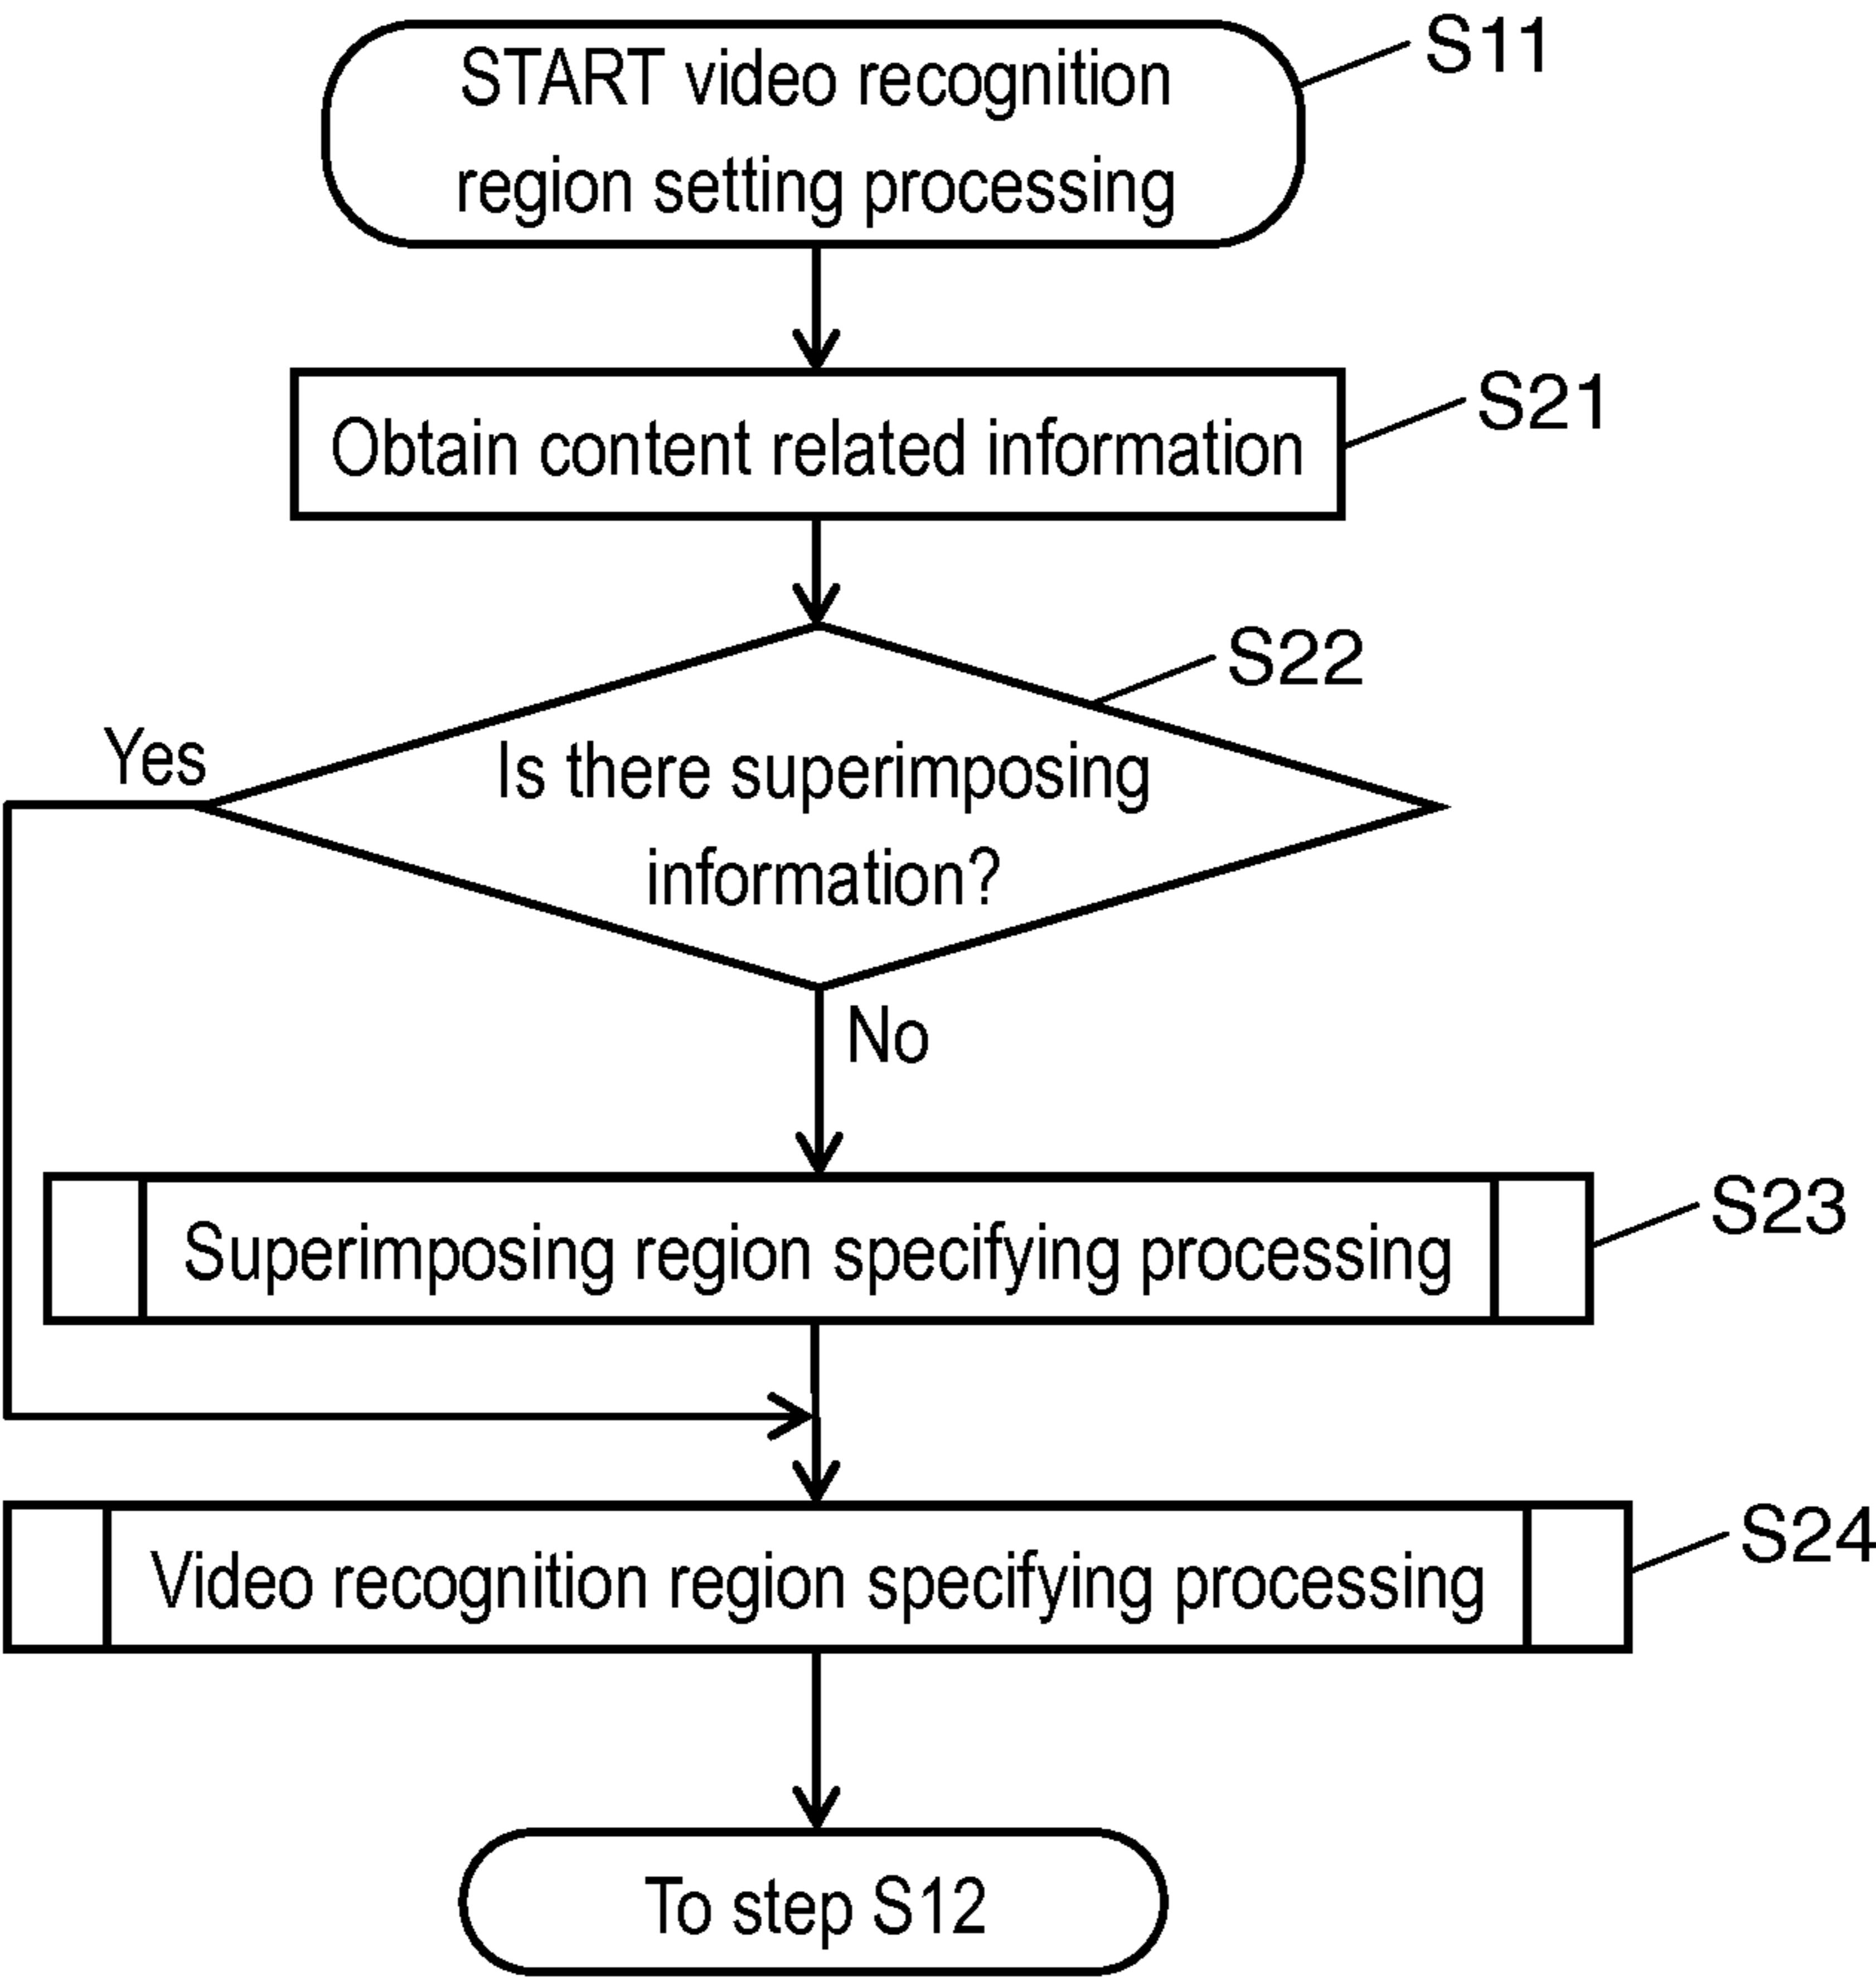 START video recognition
region setting processing
S11
Obtain content related information
S21
S22
Is there superimposing
information?
Yes
No
Superimposing region specifying processing
S23
Video recognition region specifying processing
S24
To step S12